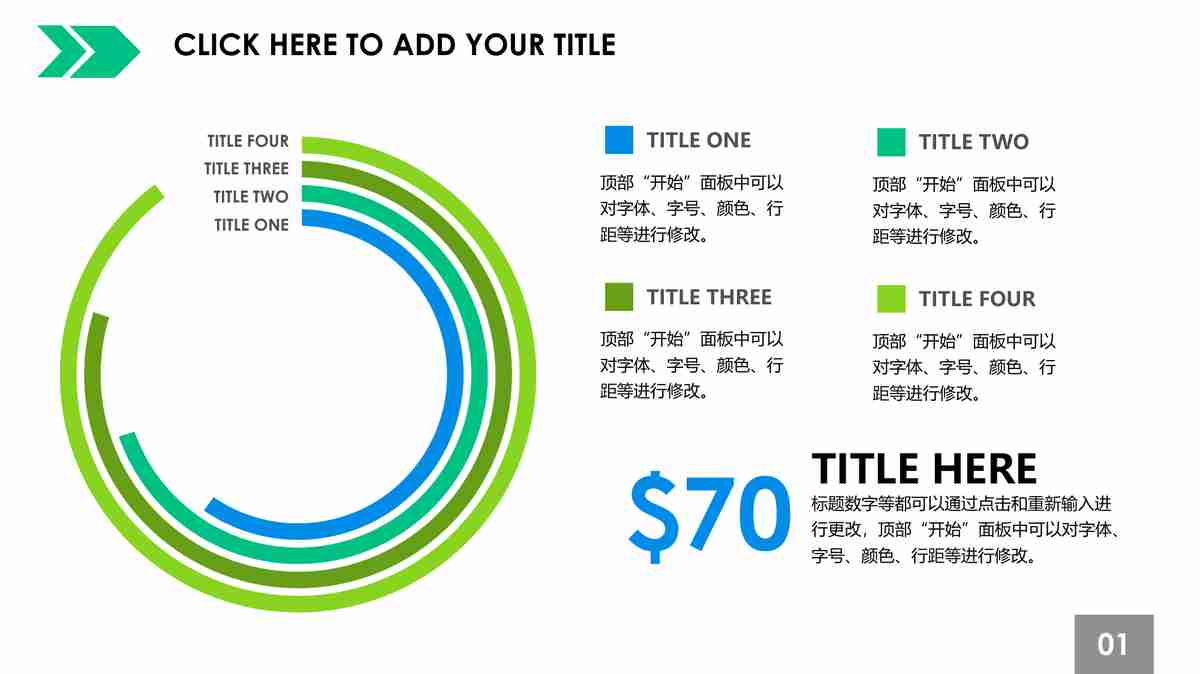 CLICK HERE TO ADD YOUR TITLE
TITLE FOUR
TITLE THREE
TITLE TWO
TITLE ONE
TITLE ONE
顶部“开始”面板中可以
对字体、字号、颜色、行
距等进行修改。
TITLE TWO
顶部“开始”面板中可以
对字体、字号、颜色、行
距等进行修改。
TITLE THREE
顶部“开始”面板中可以
对字体、字号、颜色、行
距等进行修改。
TITLE FOUR
顶部“开始”面板中可以
对字体、字号、颜色、行
距等进行修改。
$70
TITLE HERE
标题数字等都可以通过点击和重新输入进
行更改，顶部“开始”面板中可以对字体、
字号、颜色、行距等进行修改。
01